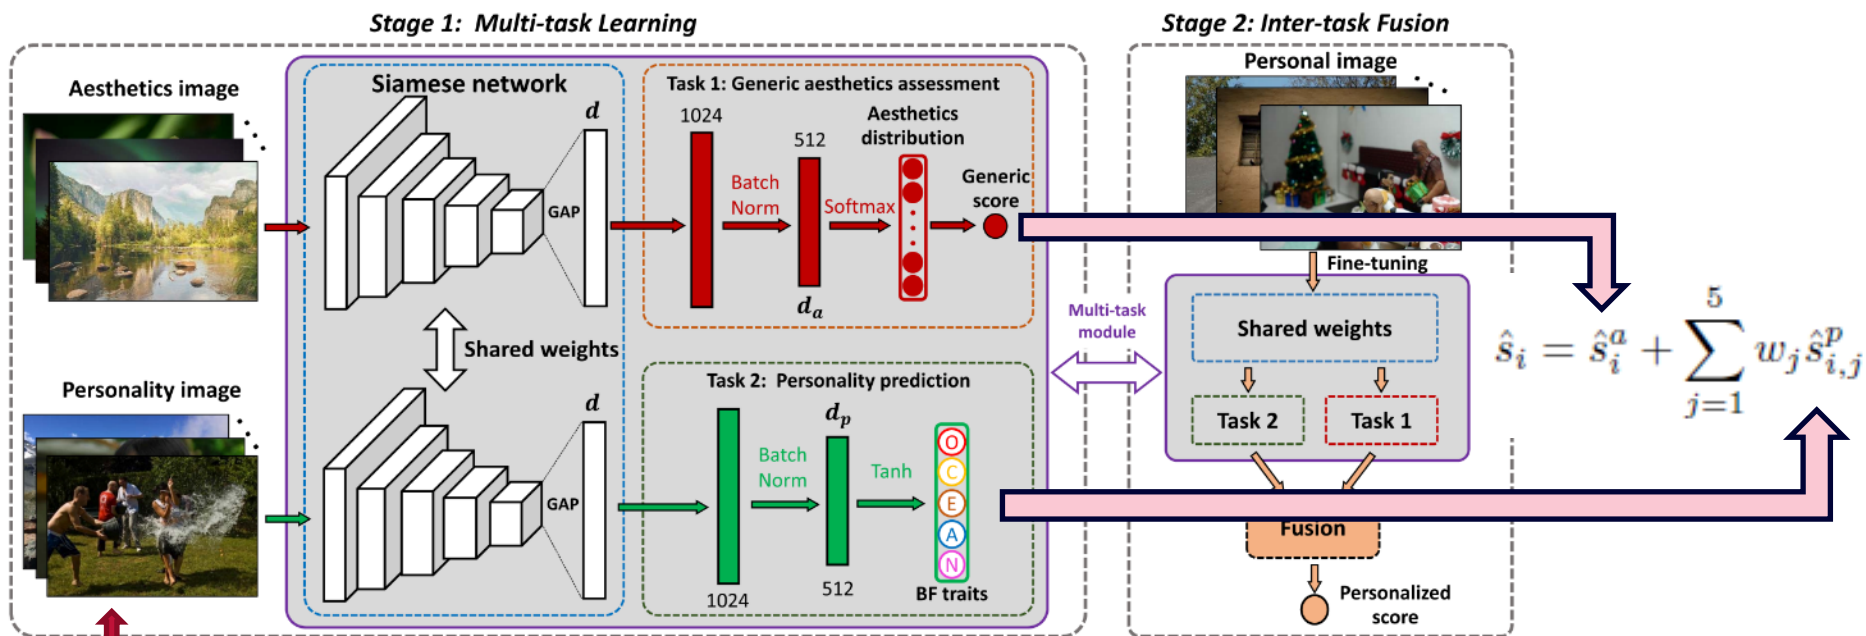 Stage 1: Multi-task Learning
Stage 2: Inter-task Fusion
Aesthetics image
Siamese network
d
GAP
Task 1: Generic aesthetics assessment
1024
Batch
Norm
512
d_a
Softmax
Aesthetics
distribution
Generic
score
Shared weights
Personality image
d
GAP
Task 2: Personality prediction
1024
Batch
Norm
d_p
512
Tanh
O
C
E
A
N
BF traits
Multi-task
module
Personal image
Fine-tuning
Shared weights
Task 2
Task 1
Fusion
Personalized
score
ŝ_i = ŝ_i^a + ∑_{j=1}^{5} w_j ŝ_{i,j}^p